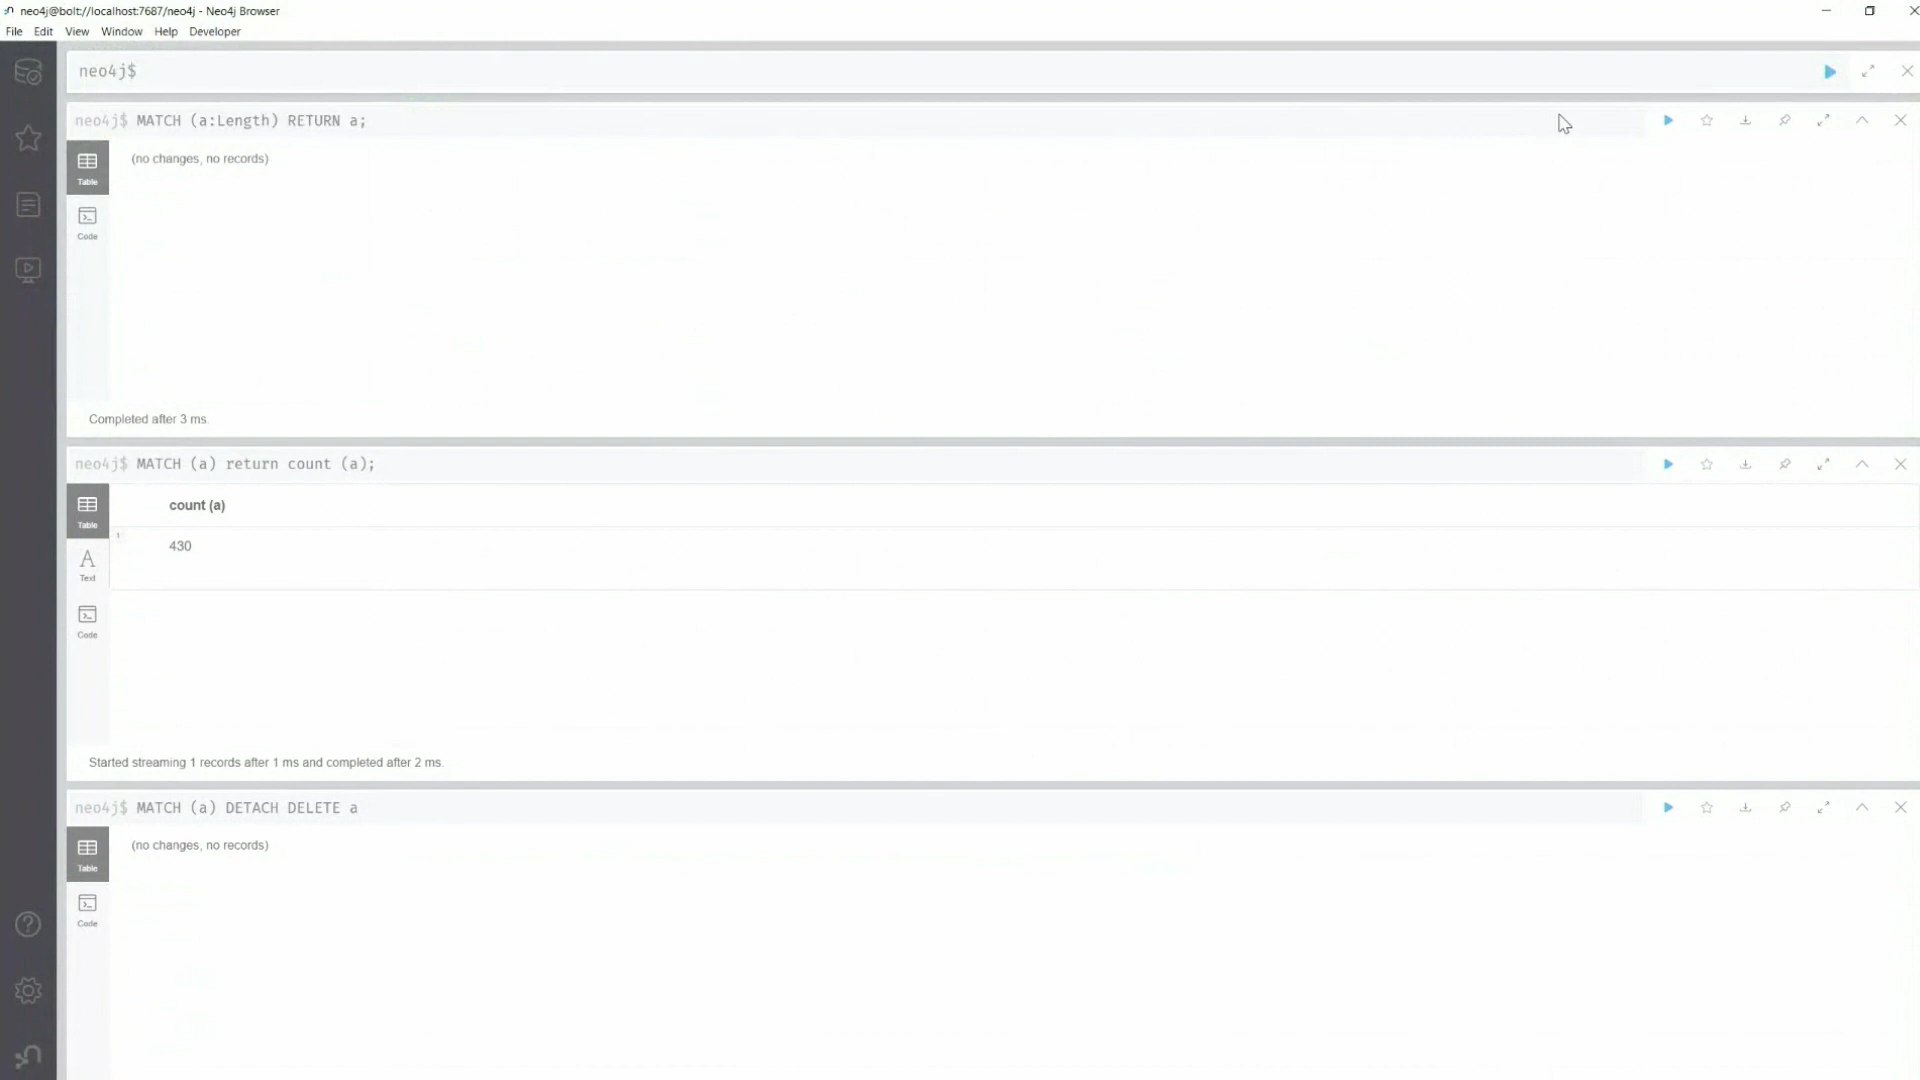 neo4j@bolt://localhost:7687/neo4j - Neo4j Browser
File Edit View Window Help Developer
neo4j$
neo4j$ MATCH (a:Length) RETURN a;
Table
(no changes, no records)
Code
Completed after 3 ms.
neo4j$ MATCH (a) return count (a);
Table
count (a)
1
430
A
Text
Code
Started streaming 1 records after 1 ms and completed after 2 ms.
neo4j$ MATCH (a) DETACH DELETE a
Table
(no changes, no records)
Code